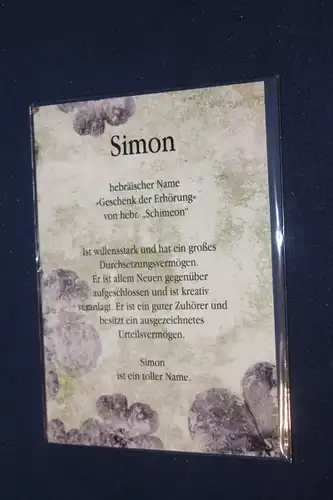 Simon
hebräischer Name
»Geschenk der Erhörung«
von hebr. „Schimeon“
Ist willensstark und hat ein großes
Durchsetzungsvermögen.
Er ist allem Neuen gegenüber
aufgeschlossen und ist kreativ
veranlagt. Er ist ein guter Zuhörer und
besitzt ein ausgezeichnetes
Urteilsvermögen.
Simon
ist ein toller Name.